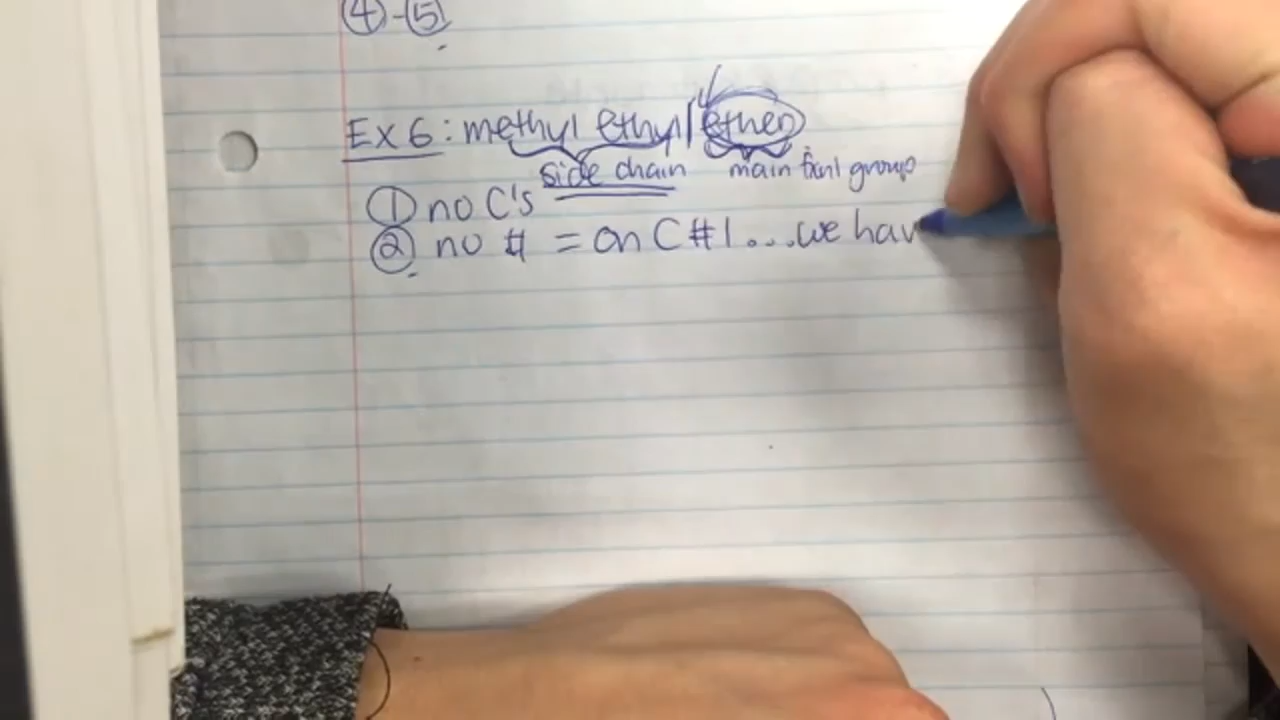 ④-⑤
Ex 6: methyl ethyl ether
side chain main fxnl group
① no C's
② no # = on C #1 ... we hav